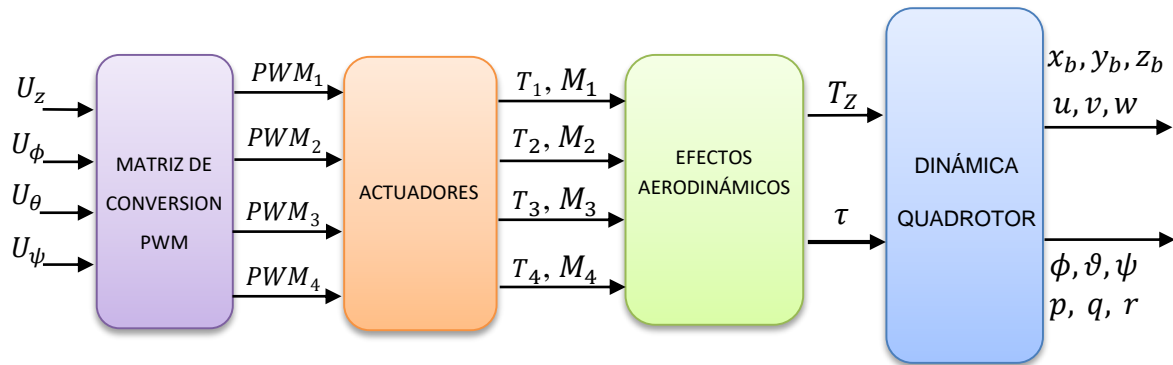 U_z
U_ϕ
U_θ
U_ψ
MATRIZ DE
CONVERSION
PWM
PWM_1
PWM_2
PWM_3
PWM_4
ACTUADORES
T_1, M_1
T_2, M_2
T_3, M_3
T_4, M_4
EFECTOS
AERODINÁMICOS
T_Z
τ
DINÁMICA
QUADROTOR
x_b, y_b, z_b
u, v, w
ϕ, ϑ, ψ
p, q, r